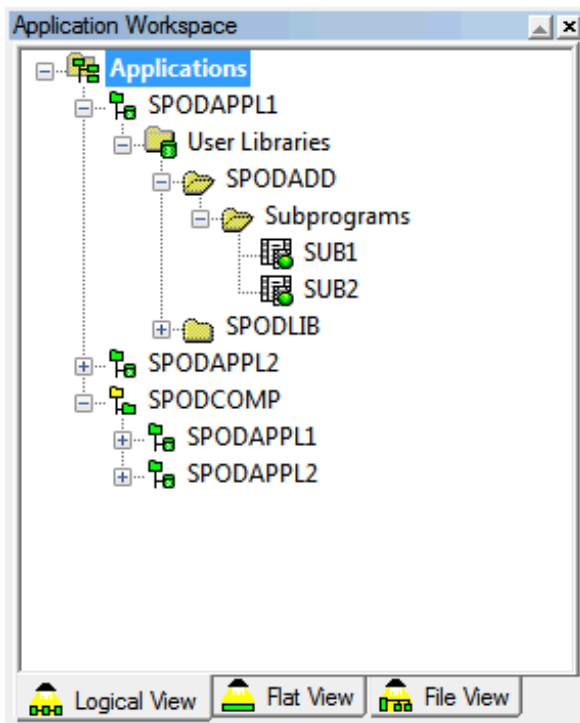 Application Workspace
Applications
SPODAPPL1
User Libraries
SPODADD
Subprograms
SUB1
SUB2
SPODLIB
SPODAPPL2
SPODCOMP
SPODAPPL1
SPODAPPL2
Logical View Flat View File View